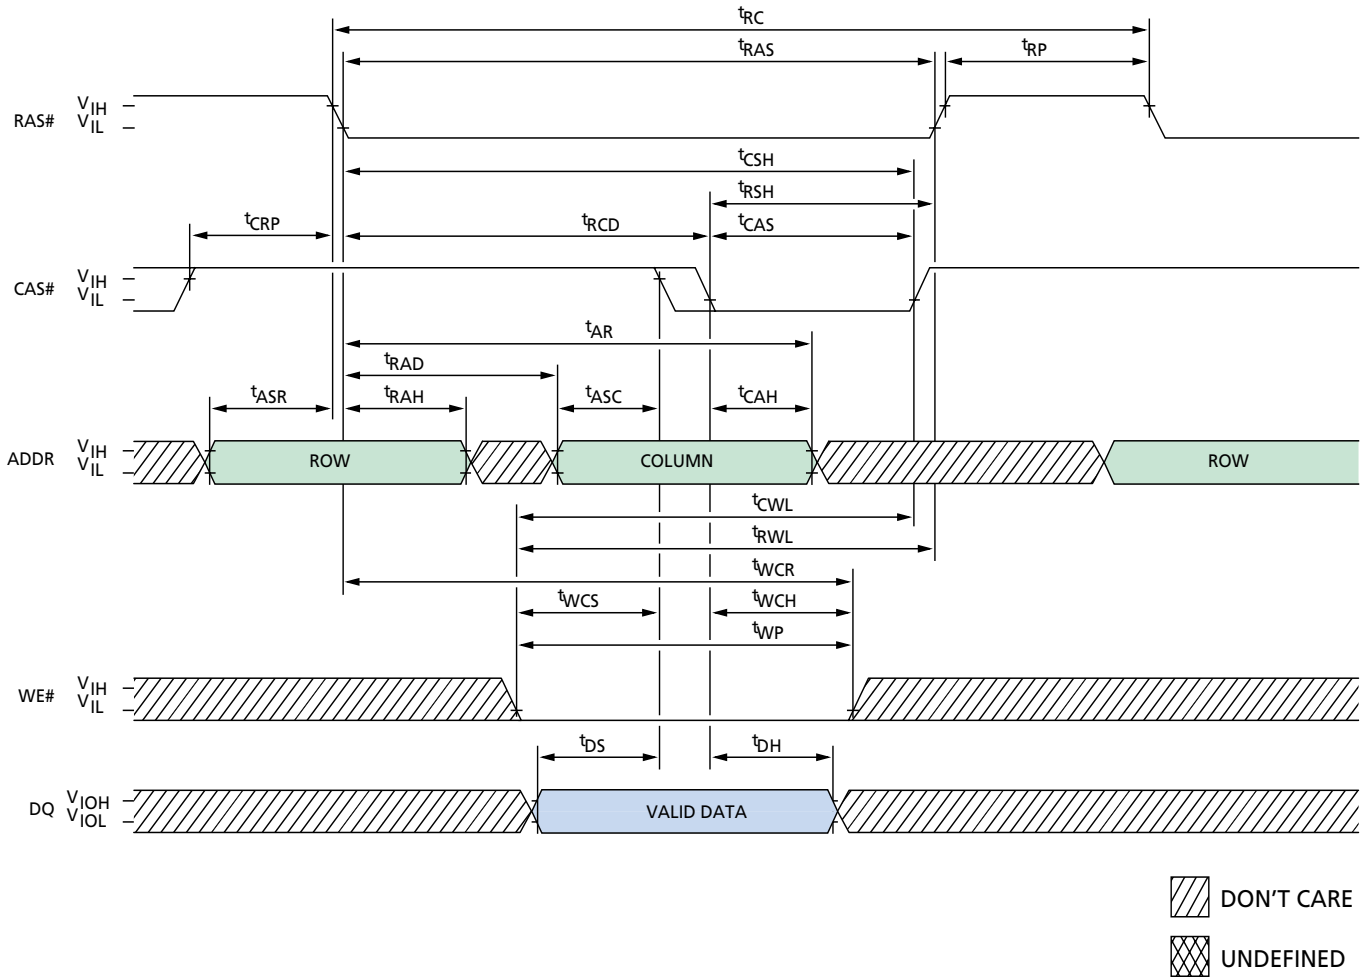 tRC
tRAS
tRP
RAS#
VIH
VIL
tCSH
tRSH
tCRP
tRCD
tCAS
CAS#
VIH
VIL
tAR
tRAD
tASR
tRAH
tASC
tCAH
ADDR
VIH
VIL
ROW
COLUMN
ROW
tCWL
tRWL
tWCR
tWCS
tWCH
tWP
WE#
VIH
VIL
tDS
tDH
DQ
VIOH
VIOL
VALID DATA
DON'T CARE
UNDEFINED